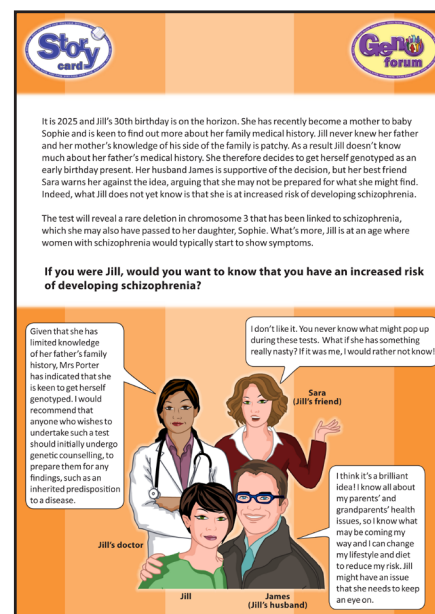 Story
card
Geno
forum
It is 2025 and Jill's 30th birthday is on the horizon. She has recently become a mother to baby
Sophie and is keen to find out more about her family medical history. Jill never knew her father
and her mother's knowledge of his side of the family is patchy. As a result Jill doesn't know
much about her father's medical history. She therefore decides to get herself genotyped as an
early birthday present. Her husband James is supportive of the decision, but her best friend
Sara warns her against the idea, arguing that she may not be prepared for what she might find.
Indeed, what Jill does not yet know is that she is at increased risk of developing schizophrenia.
The test will reveal a rare deletion in chromosome 3 that has been linked to schizophrenia,
which she may also have passed to her daughter, Sophie. What's more, Jill is at an age where
women with schizophrenia would typically start to show symptoms.
If you were Jill, would you want to know that you have an increased risk
of developing schizophrenia?
Given that she has
limited knowledge
of her father's family
history, Mrs Porter
has indicated that she
is keen to get herself
genotyped. I would
recommend that
anyone who wishes to
undertake such a test
should initially undergo
genetic counselling, to
prepare them for any
findings, such as an
inherited predisposition
to a disease.
I don't like it. You never know what might pop up
during these tests. What if she has something
really nasty? If it was me, I would rather not know!
Sara
(Jill's friend)
I think it's a brilliant
idea! I know all about
my parents' and
grandparents' health
issues, so I know what
may be coming my
way and I can change
my lifestyle and diet
to reduce my risk. Jill
might have an issue
that she needs to keep
an eye on.
Jill's doctor
Jill
James
(Jill's husband)